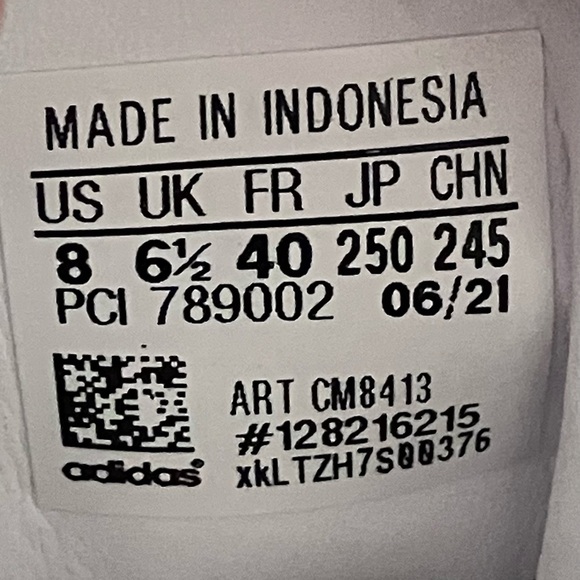 MADE IN INDONESIA
US UK FR JP CHN
8 6½ 40 250 245
PCI 789002 06/21
ART CM8413
#128216215
xkLTZH7S00376
adidas